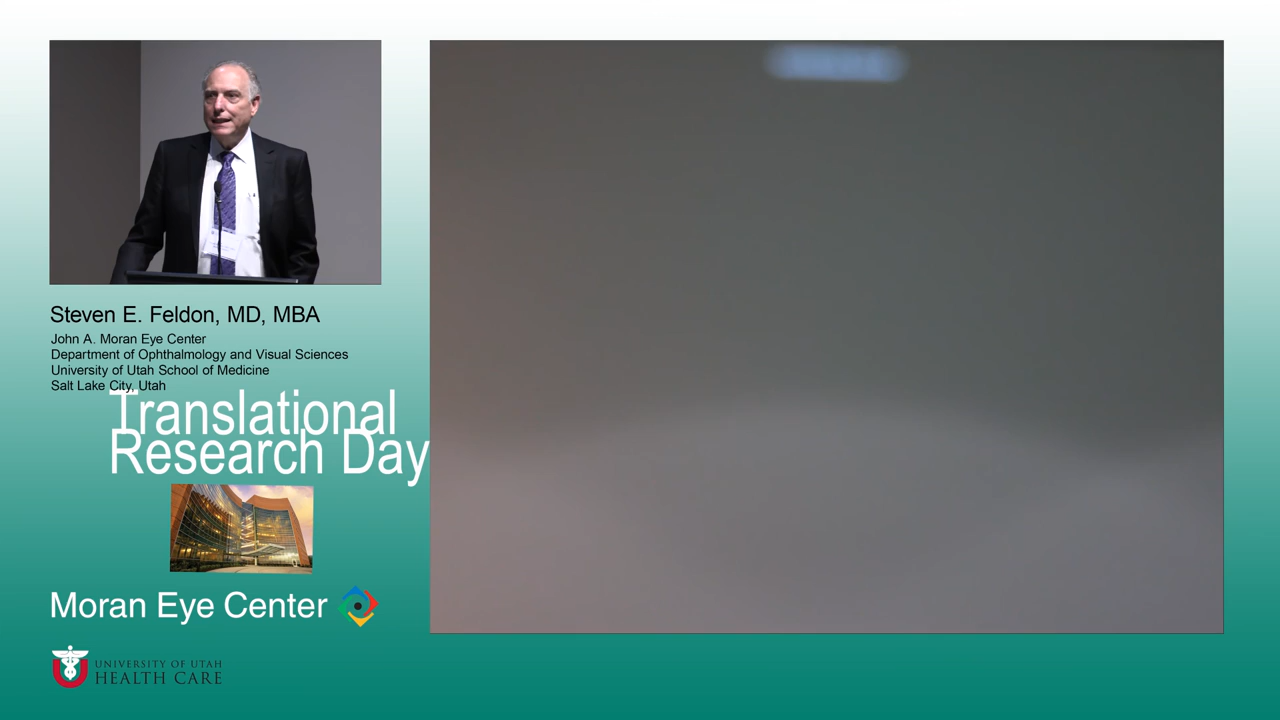 Steven E. Feldon, MD, MBA
John A. Moran Eye Center
Department of Ophthalmology and Visual Sciences
University of Utah School of Medicine
Salt Lake City, Utah
Translational
Research Day
Moran Eye Center
UNIVERSITY OF UTAH
HEALTH CARE